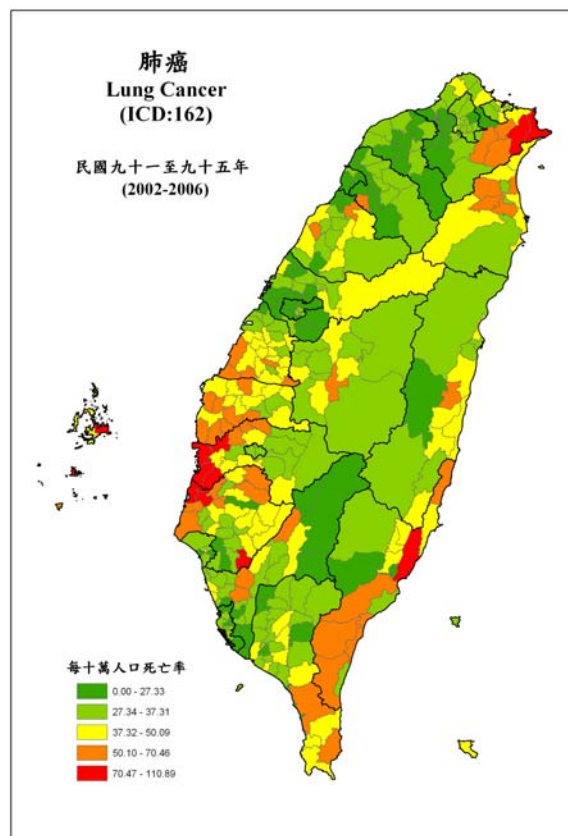 肺癌
Lung Cancer
(ICD:162)
民國九十一至九十五年
(2002-2006)
每十萬人口死亡率
0.00 - 27.33
27.34 - 37.31
37.32 - 50.09
50.10 - 70.46
70.47 - 110.89